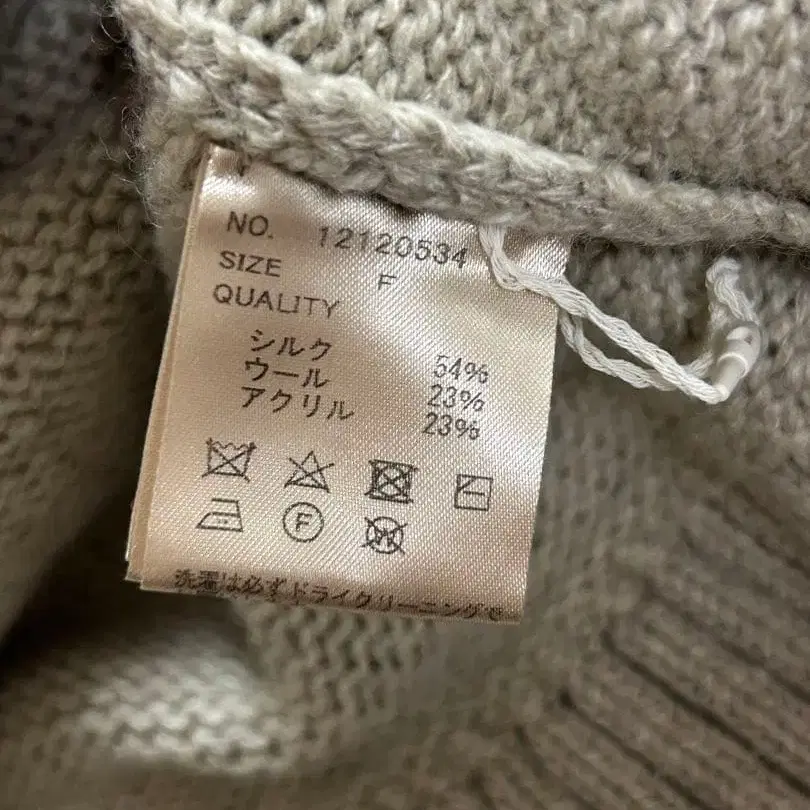 NO. 12120534
SIZE F
QUALITY
シルク 54%
ウール 23%
アクリル 23%
F
W
洗濯は必ずドライクリーニングで